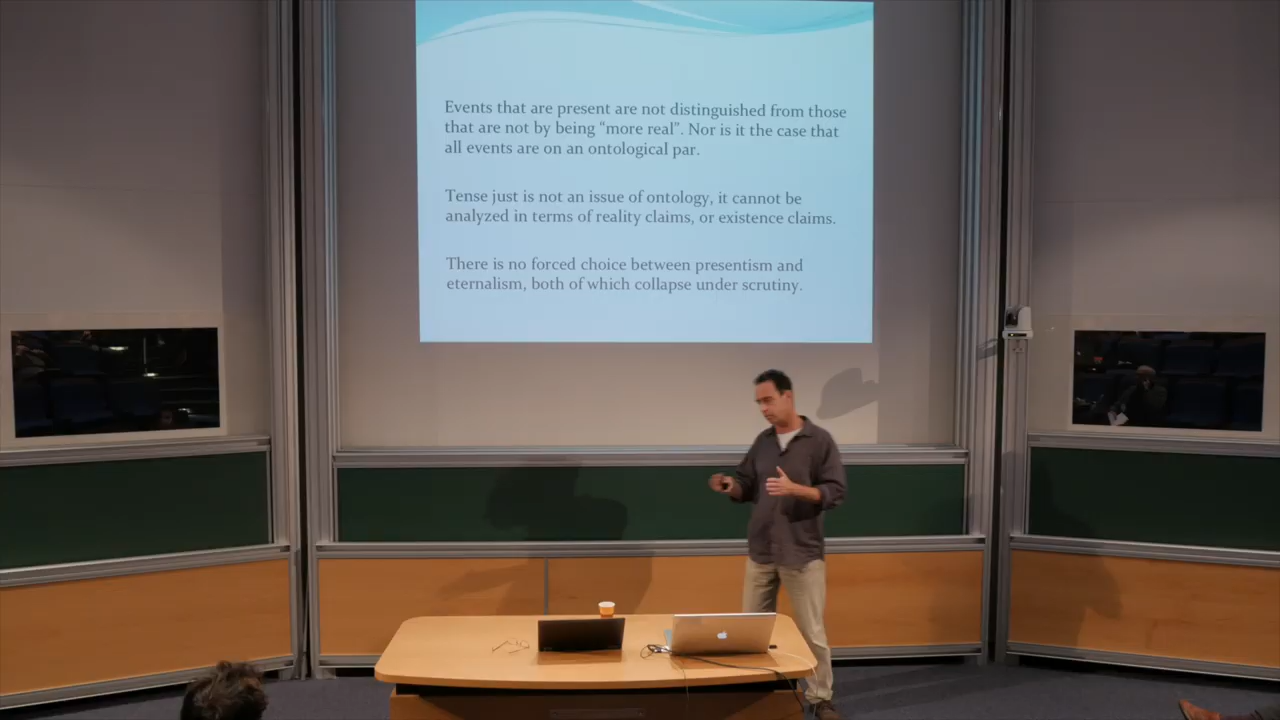 Events that are present are not distinguished from those
that are not by being “more real”. Nor is it the case that
all events are on an ontological par.
Tense just is not an issue of ontology, it cannot be
analyzed in terms of reality claims, or existence claims.
There is no forced choice between presentism and
eternalism, both of which collapse under scrutiny.